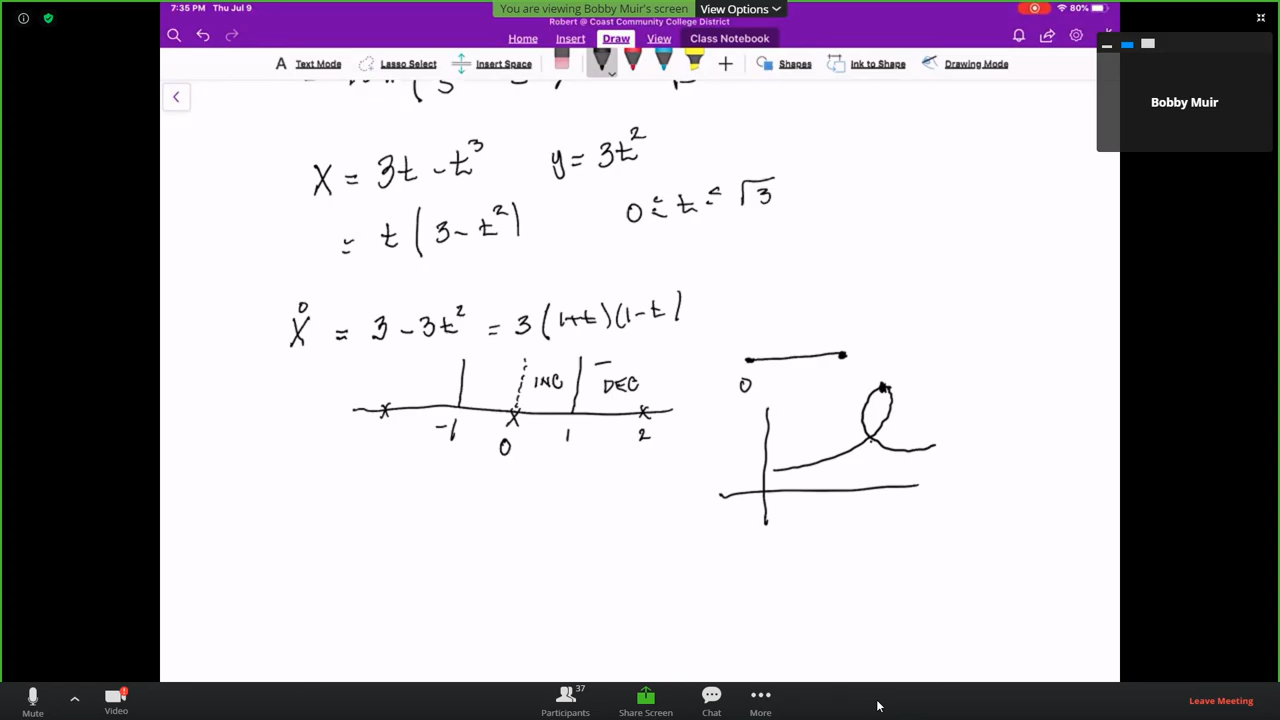 You are viewing Bobby Muir's screen
View Options
7:35 PM Thu Jul 9
Robert @ Coast Community College District
80%
Home Insert Draw View Class Notebook
Text Mode Lasso Select Insert Space Shapes Ink to Shape Drawing Mode
Bobby Muir
x = 3t - t³ y = 3t²
= t(3 - t²) 0 ≤ t ≤ √3
ẋ = 3 - 3t² = 3(1+t)(1-t)
INC DEC
-1 0 1 2
0
Mute Video 37 Participants Share Screen Chat More Leave Meeting